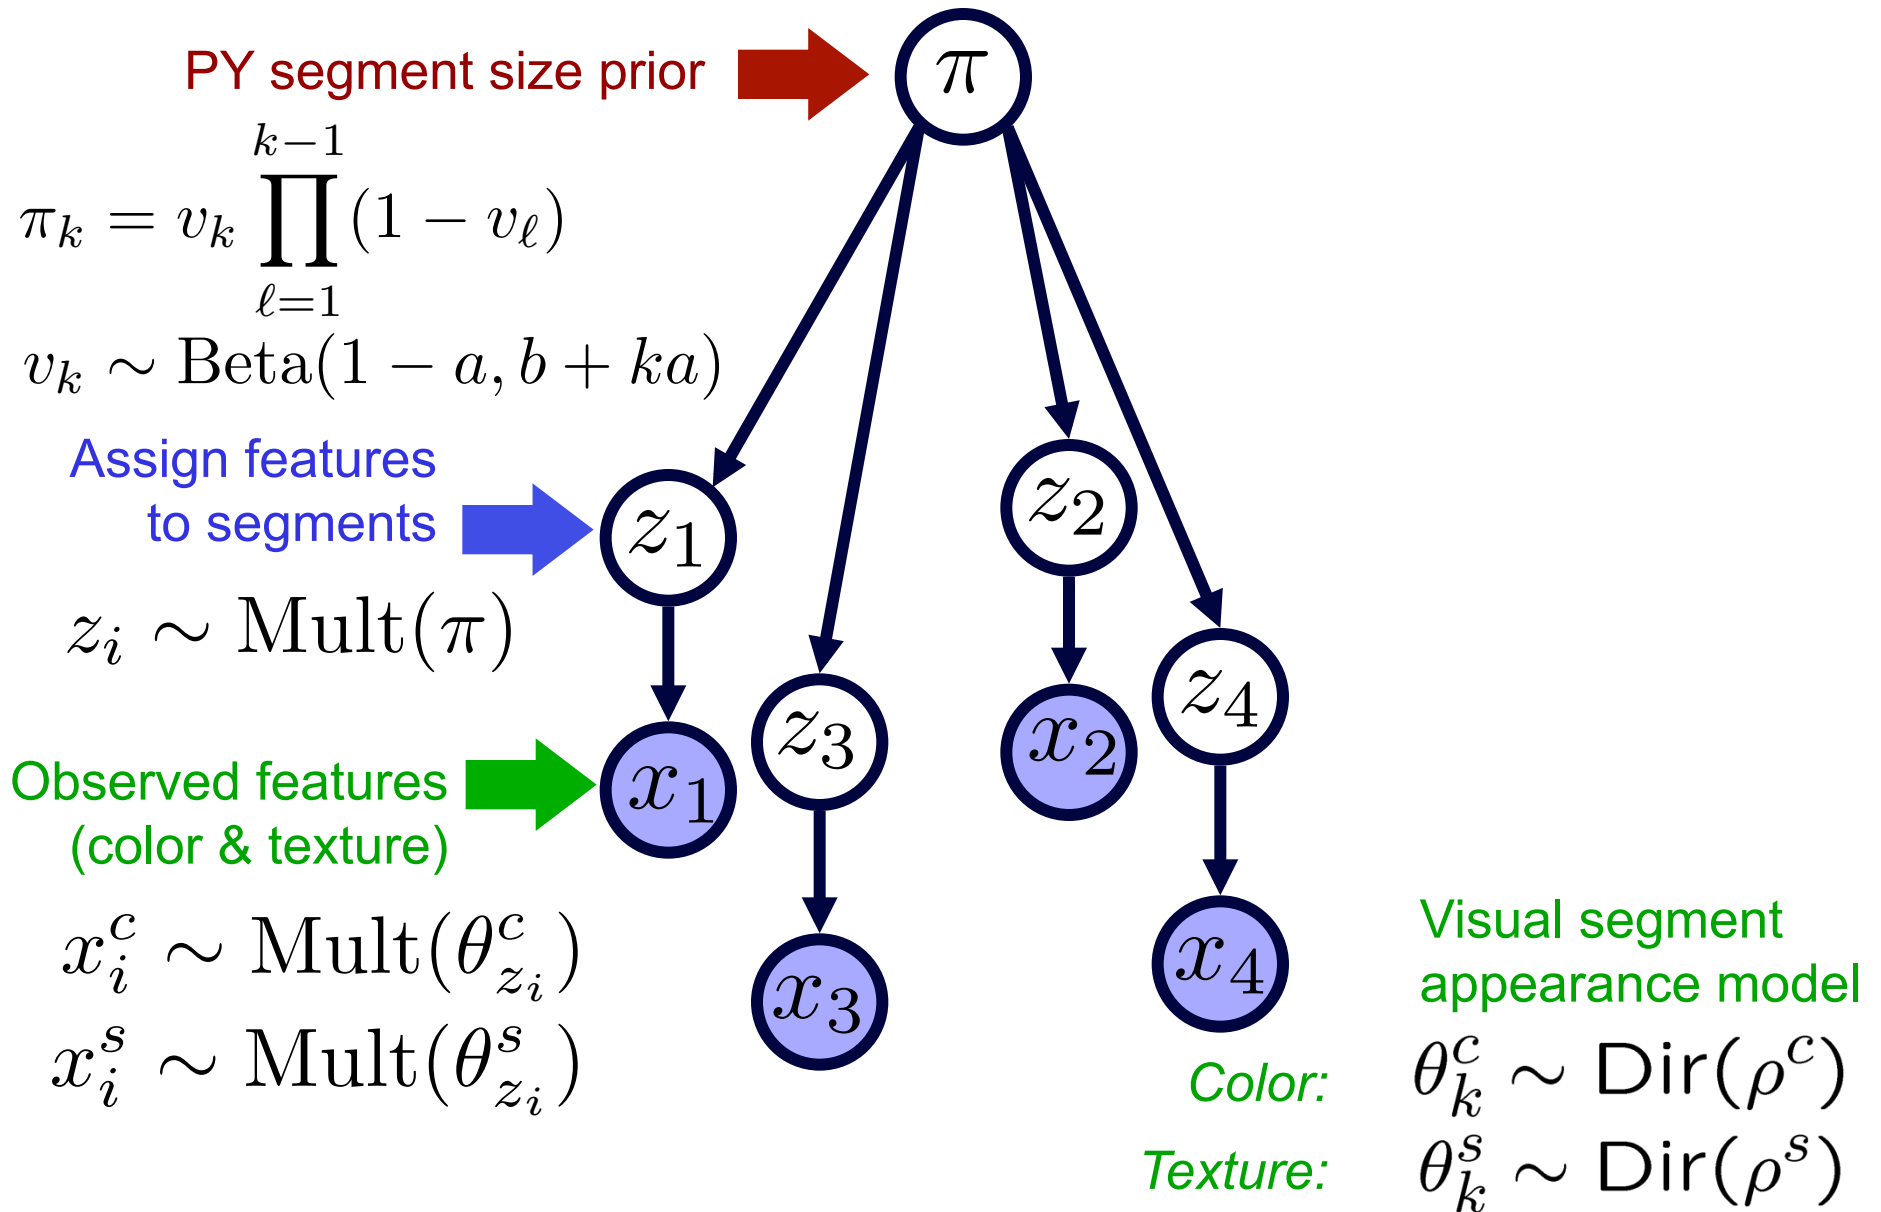 PY segment size prior
π
π_k = v_k ∏_{ℓ=1}^{k−1} (1 − v_ℓ)
v_k ∼ Beta(1 − a, b + ka)
Assign features
to segments
z_1
z_2
z_i ∼ Mult(π)
z_3
z_4
Observed features
(color & texture)
x_1
x_2
x_3
x_4
x_i^c ∼ Mult(θ_{z_i}^c)
x_i^s ∼ Mult(θ_{z_i}^s)
Visual segment
appearance model
Color: θ_k^c ∼ Dir(ρ^c)
Texture: θ_k^s ∼ Dir(ρ^s)